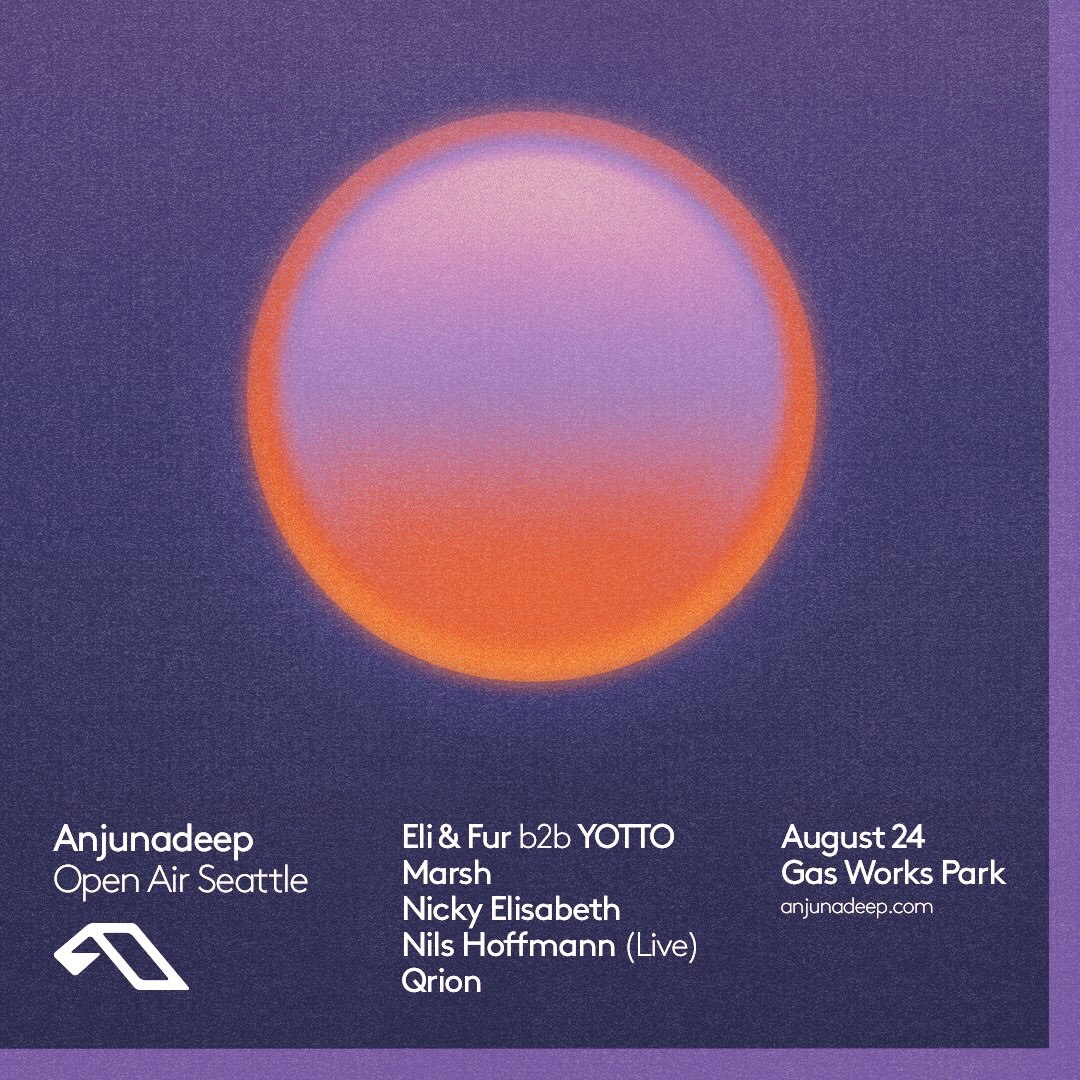 Anjunadeep
Open Air Seattle
Eli & Fur b2b YOTTO
Marsh
Nicky Elisabeth
Nils Hoffmann (Live)
Qrion
August 24
Gas Works Park
anjunadeep.com